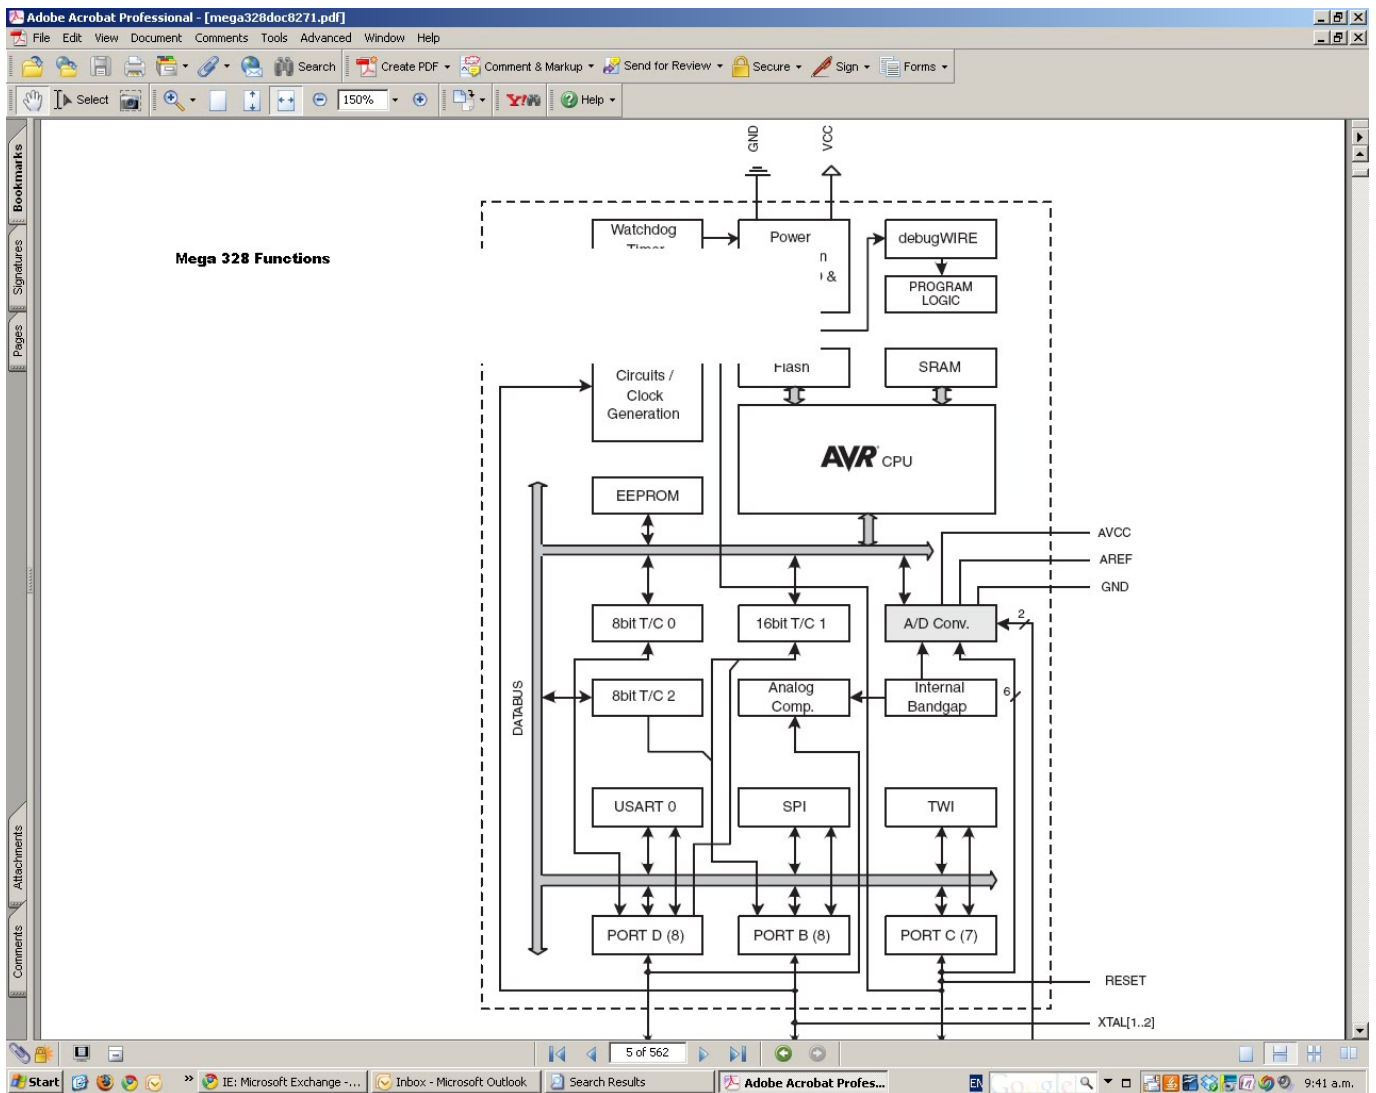 Adobe Acrobat Professional - [mega328doc8271.pdf]
File Edit View Document Comments Tools Advanced Window Help
Search Create PDF Comment & Markup Send for Review Secure Sign Forms
Select 150% Y! Help
Bookmarks
Signatures
Pages
Attachments
Comments
Mega 328 Functions
GND VCC
Watchdog
Timer
Power
debugWIRE
PROGRAM
LOGIC
n
&
Circuits /
Clock
Generation
Flash
SRAM
AVR CPU
EEPROM
AVCC
AREF
GND
8bit T/C 0
16bit T/C 1
A/D Conv.
2
DATABUS
8bit T/C 2
Analog
Comp.
Internal
Bandgap
6
USART 0
SPI
TWI
PORT D (8)
PORT B (8)
PORT C (7)
RESET
XTAL[1..2]
5 of 562
Start
»
IE: Microsoft Exchange -...
Inbox - Microsoft Outlook
Search Results
Adobe Acrobat Profes...
EN
Google
9:41 a.m.